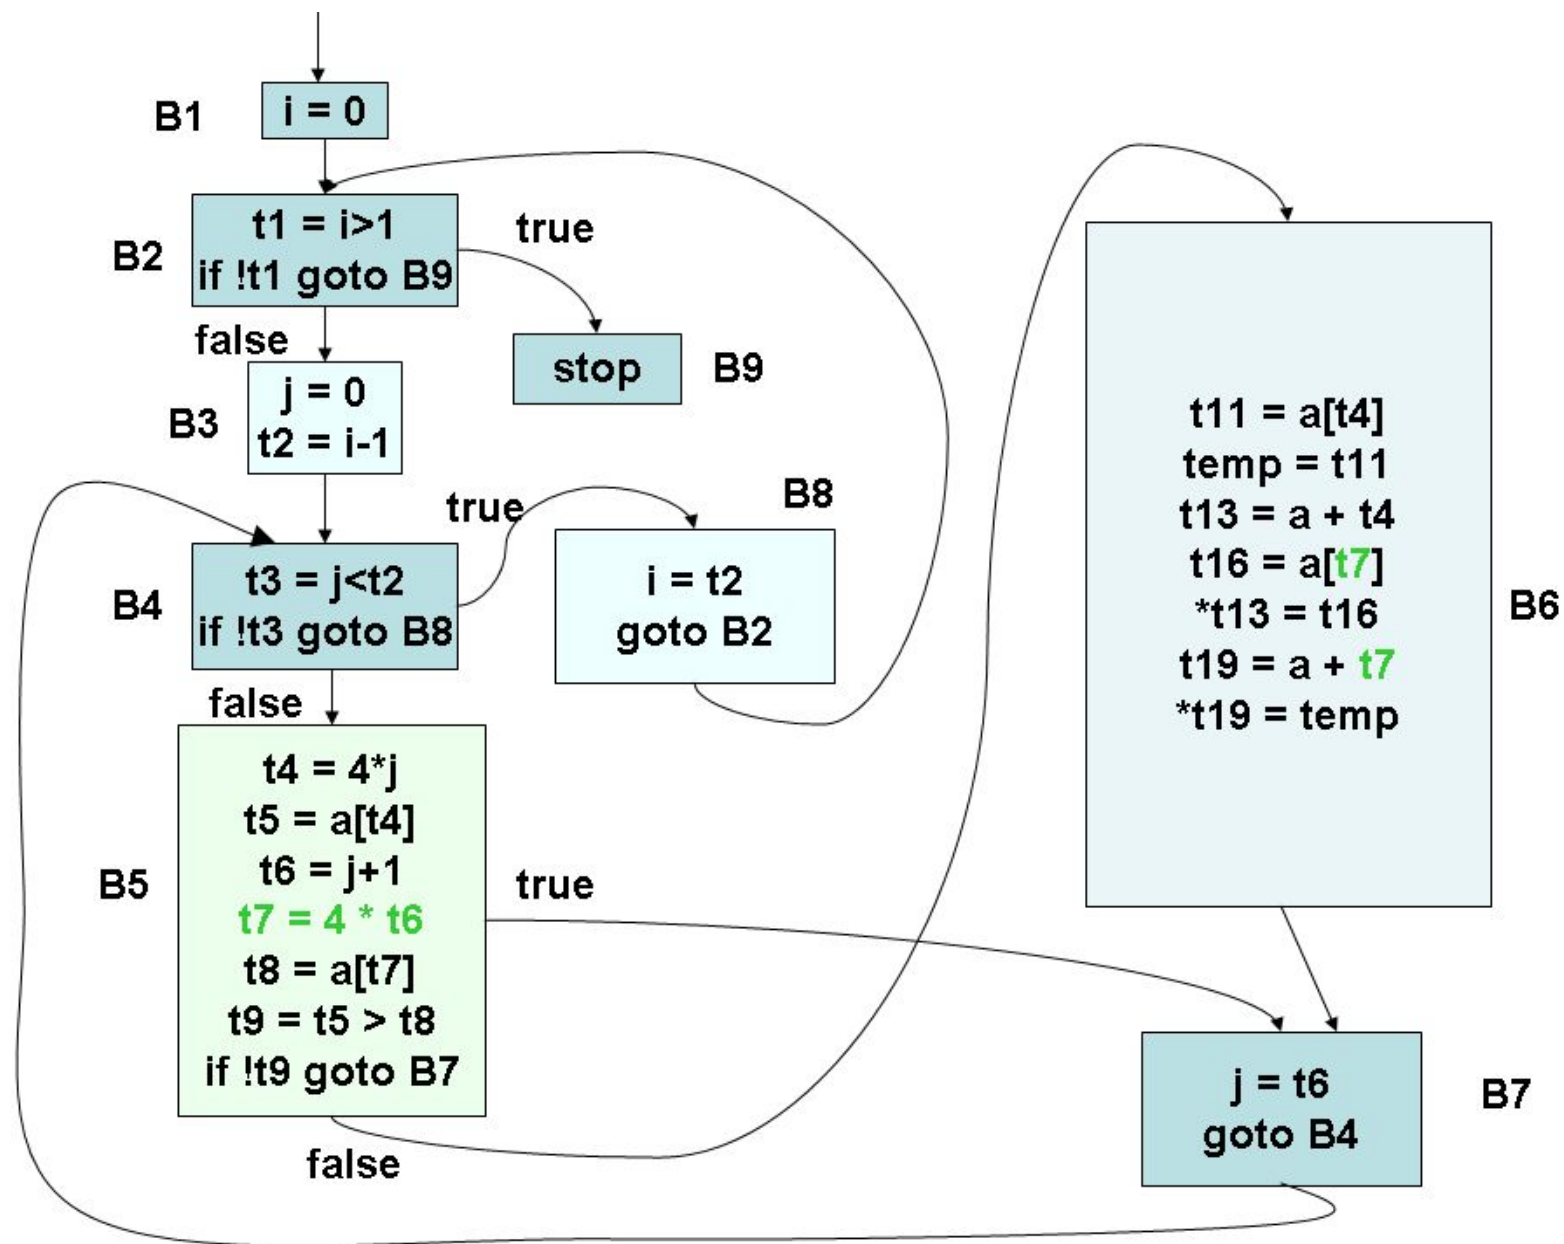 B1
i = 0
B2
t1 = i>1
if !t1 goto B9
true
false
stop
B9
B3
j = 0
t2 = i-1
true
B8
i = t2
goto B2
B4
t3 = j<t2
if !t3 goto B8
false
B5
t4 = 4*j
t5 = a[t4]
t6 = j+1
t7 = 4 * t6
t8 = a[t7]
t9 = t5 > t8
if !t9 goto B7
true
false
t11 = a[t4]
temp = t11
t13 = a + t4
t16 = a[t7]
*t13 = t16
t19 = a + t7
*t19 = temp
B6
j = t6
goto B4
B7